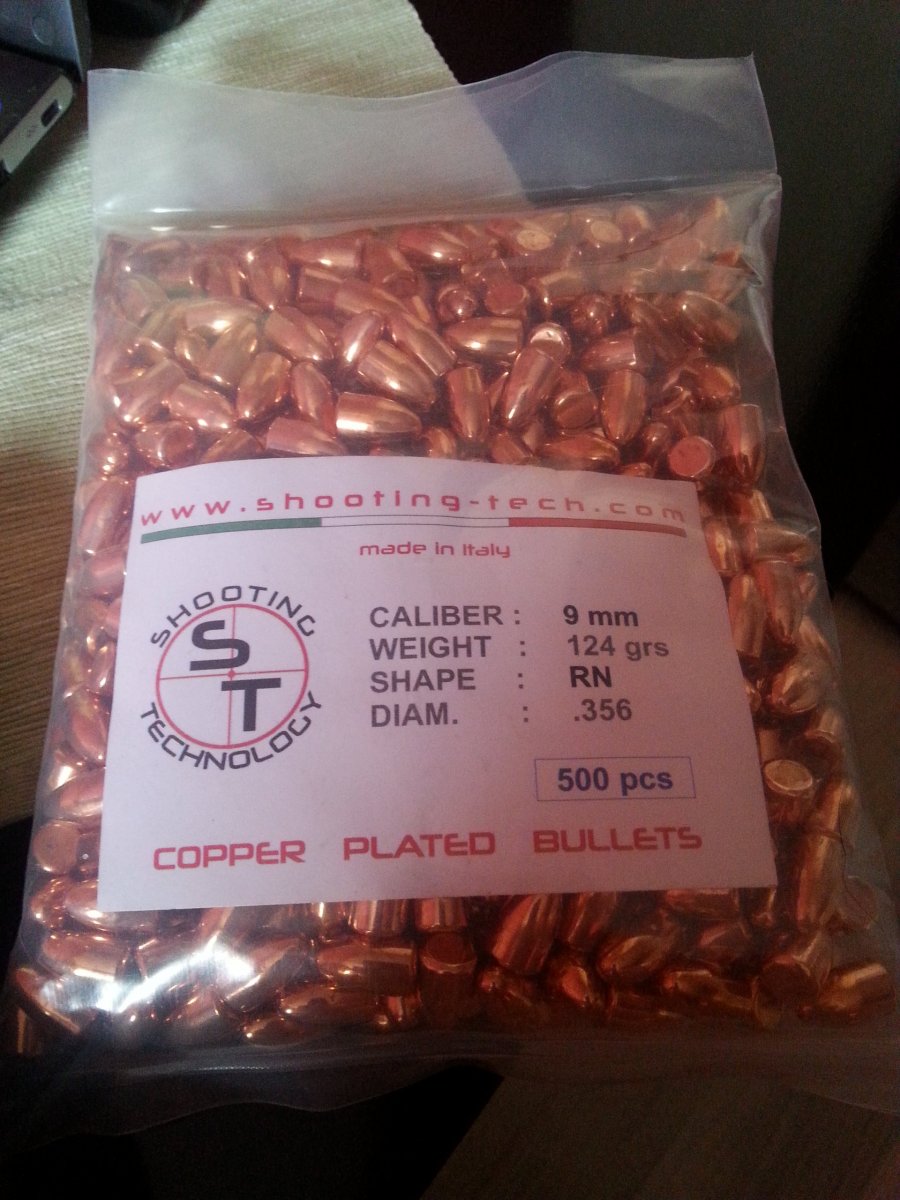 www.shooting-tech.com
made in Italy
SHOOTING
ST
TECHNOLOGY
CALIBER : 9 mm
WEIGHT : 124 grs
SHAPE : RN
DIAM. : .356
500 pcs
COPPER PLATED BULLETS